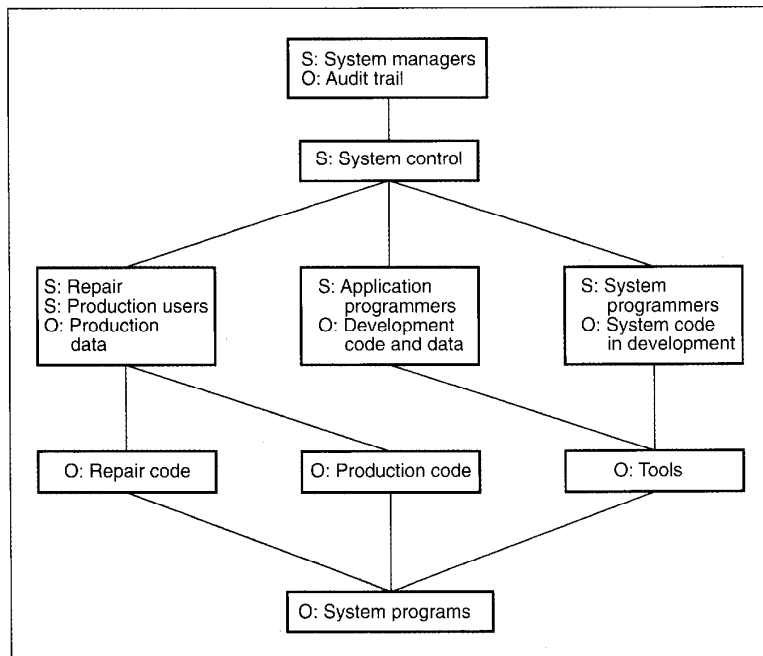 S: System managers
O: Audit trail
S: System control
S: Repair
S: Production users
O: Production
data
S: Application
programmers
O: Development
code and data
S: System
programmers
O: System code
in development
O: Repair code
O: Production code
O: Tools
O: System programs